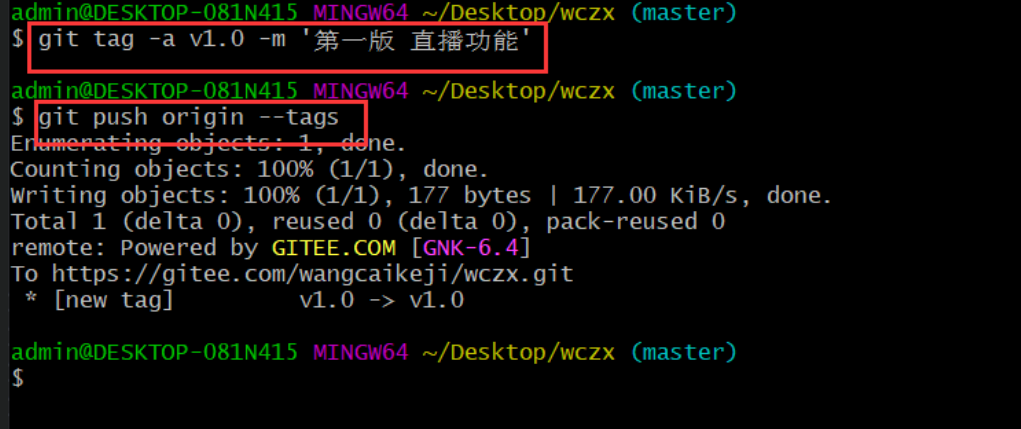 admin@DESKTOP-081N415 MINGW64 ~/Desktop/wczx (master)
$ git tag -a v1.0 -m '第一版 直播功能'
admin@DESKTOP-081N415 MINGW64 ~/Desktop/wczx (master)
$ git push origin --tags
Enumerating objects: 1, done.
Counting objects: 100% (1/1), done.
Writing objects: 100% (1/1), 177 bytes | 177.00 KiB/s, done.
Total 1 (delta 0), reused 0 (delta 0), pack-reused 0
remote: Powered by GITEE.COM [GNK-6.4]
To https://gitee.com/wangcaikeji/wczx.git
 * [new tag]         v1.0 -> v1.0
admin@DESKTOP-081N415 MINGW64 ~/Desktop/wczx (master)
$